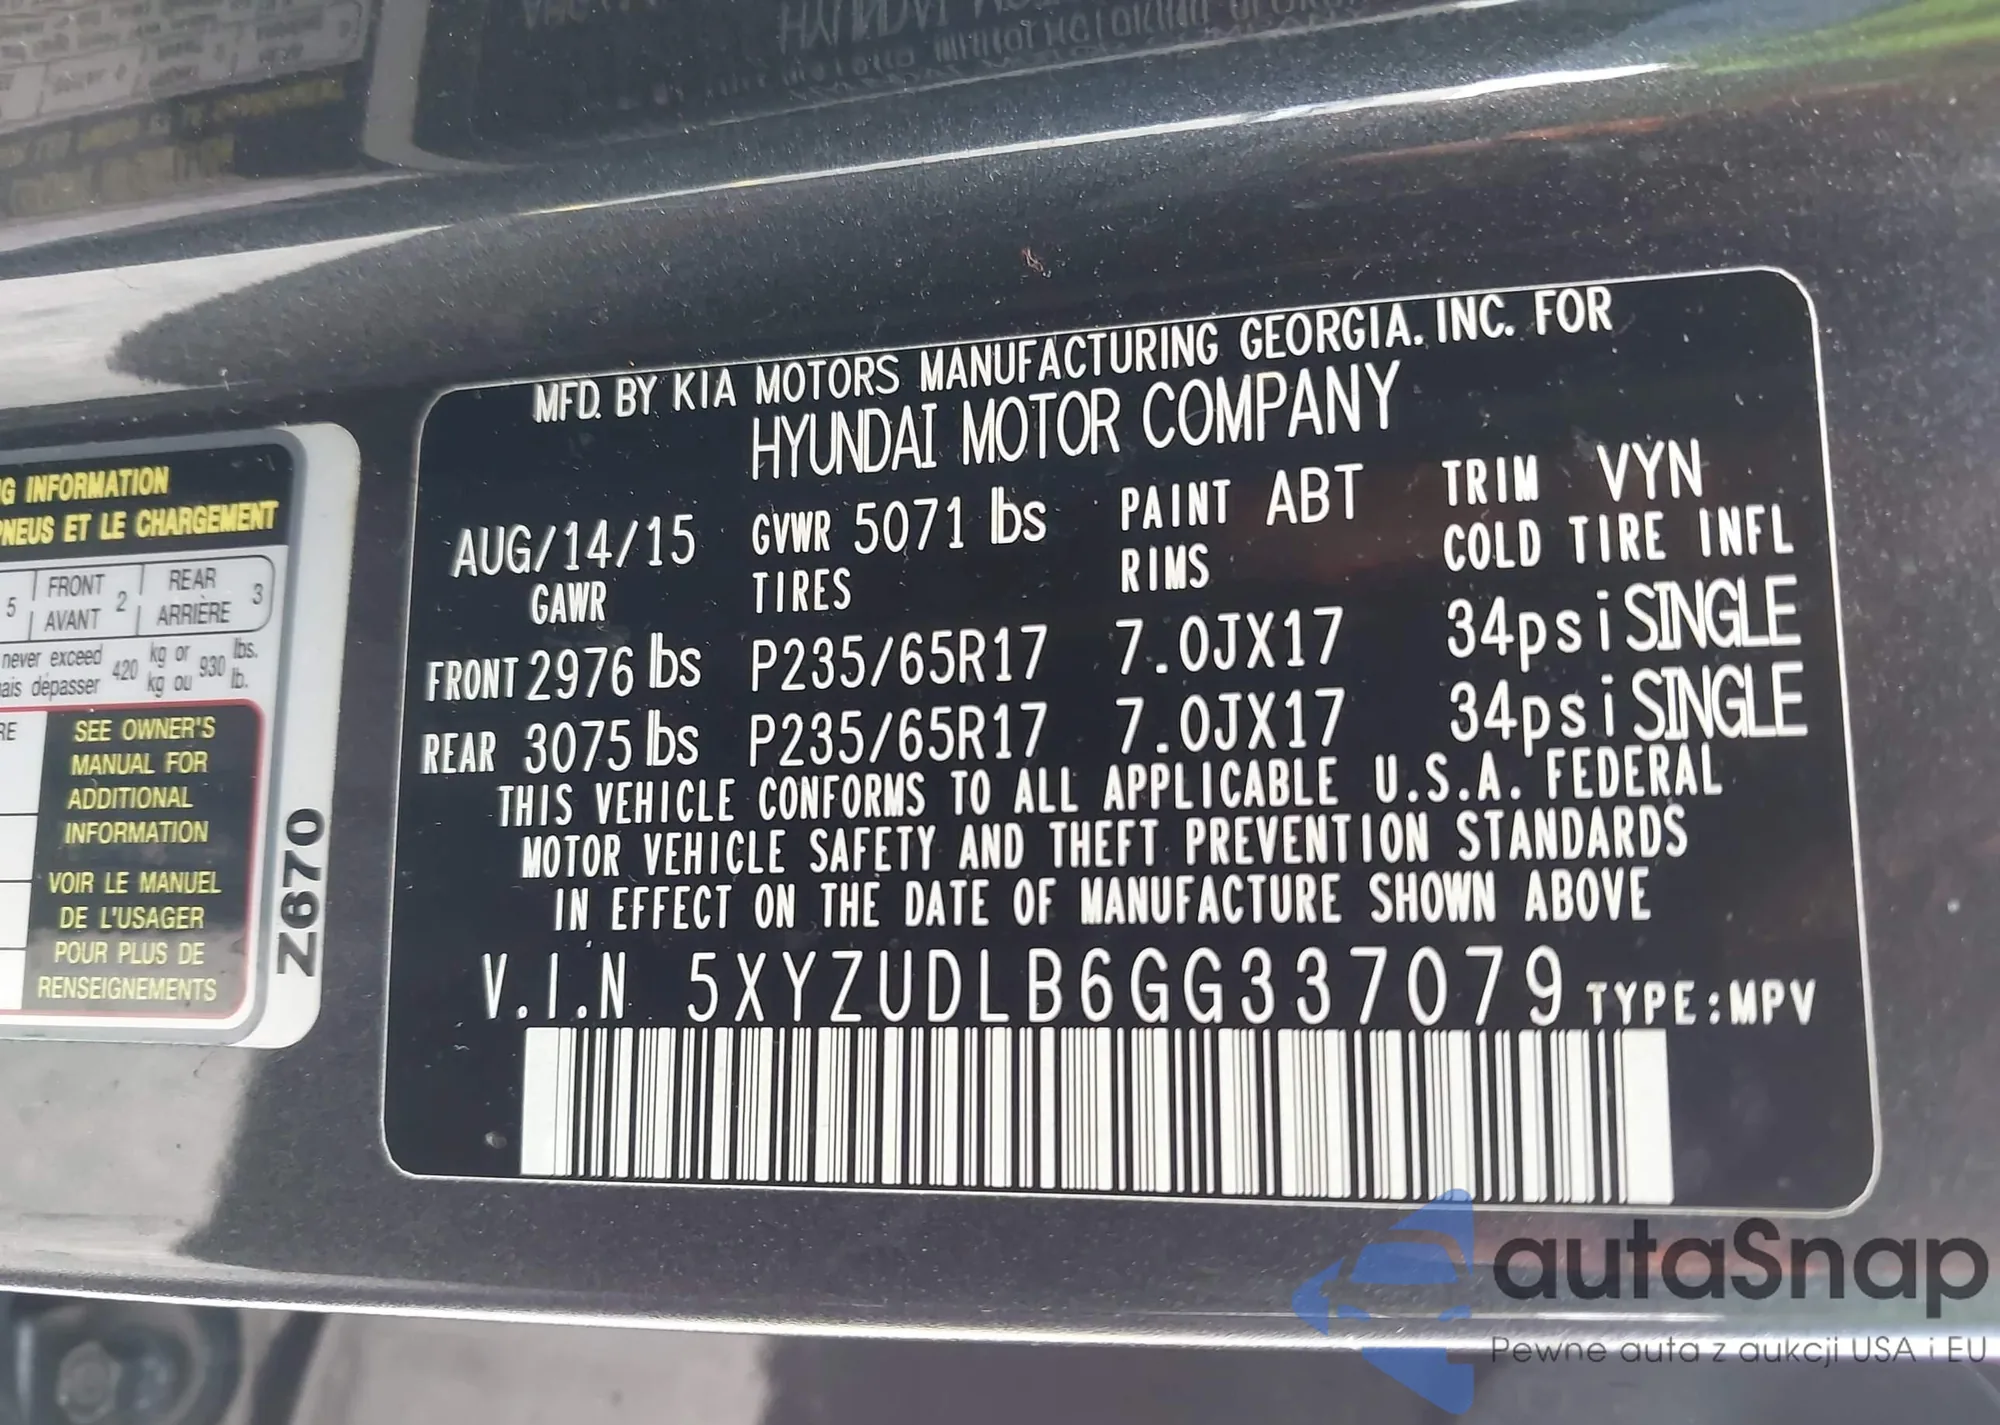 MFD. BY KIA MOTORS MANUFACTURING GEORGIA. INC. FOR
HYUNDAI MOTOR COMPANY
AUG/14/15 GVWR 5071 lbs PAINT ABT TRIM VYN
GAWR TIRES RIMS COLD TIRE INFL
FRONT 2976 lbs P235/65R17 7.0JX17 34psi SINGLE
REAR 3075 lbs P235/65R17 7.0JX17 34psi SINGLE
THIS VEHICLE CONFORMS TO ALL APPLICABLE U.S.A. FEDERAL
MOTOR VEHICLE SAFETY AND THEFT PREVENTION STANDARDS
IN EFFECT ON THE DATE OF MANUFACTURE SHOWN ABOVE
V.I.N 5XYZUDLB6GG337079 TYPE:MPV
INFORMATION
PNEUS ET LE CHARGEMENT
5 FRONT 2 REAR 3
AVANT ARRIÈRE
never exceed 420 kg or 930 lbs.
dépasser kg ou lb.
SEE OWNER'S
MANUAL FOR
ADDITIONAL
INFORMATION
VOIR LE MANUEL
DE L'USAGER
POUR PLUS DE
RENSEIGNEMENTS
Z670
autaSnap
Pewne auta z aukcji USA i EU